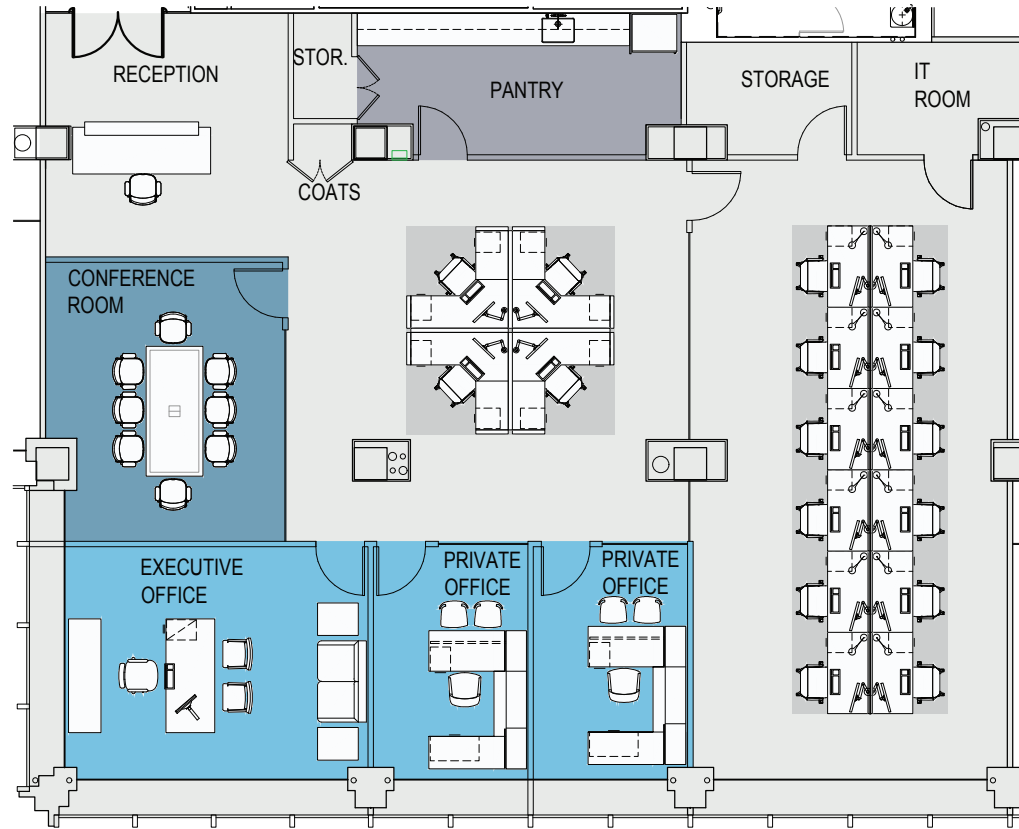 RECEPTION
STOR.
PANTRY
STORAGE
IT
ROOM
COATS
CONFERENCE
ROOM
EXECUTIVE
OFFICE
PRIVATE
OFFICE
PRIVATE
OFFICE